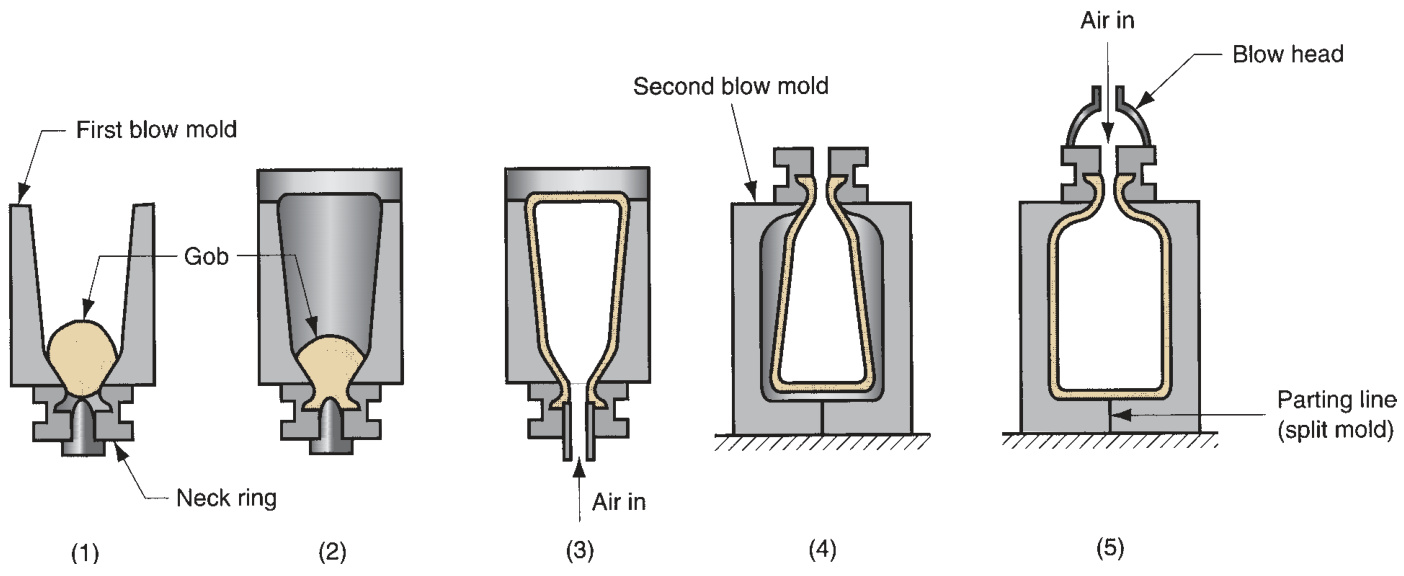 Air in
Blow head
Second blow mold
First blow mold
Gob
Parting line
(split mold)
Neck ring
Air in
(1)
(2)
(3)
(4)
(5)